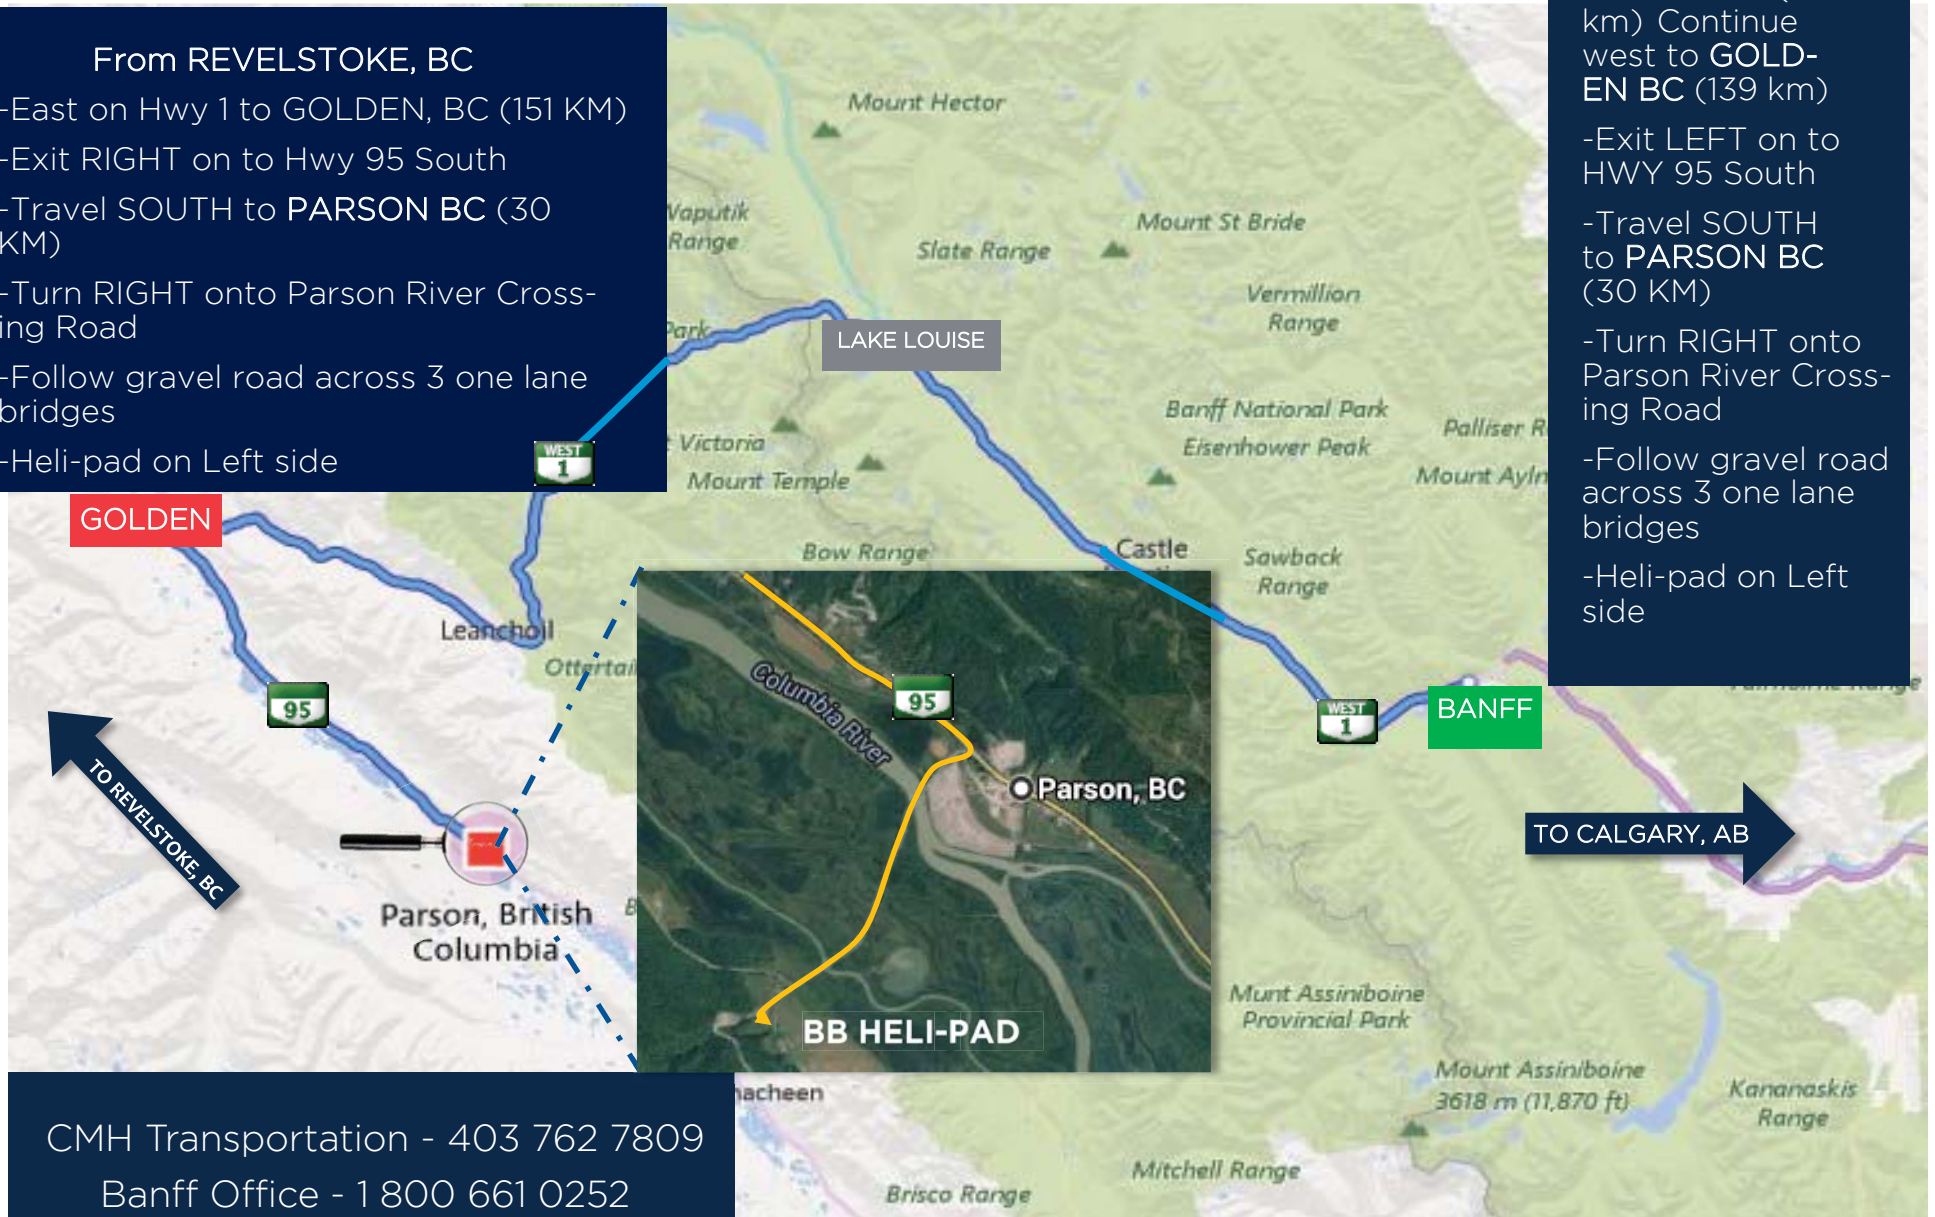 From REVELSTOKE, BC
-East on Hwy 1 to GOLDEN, BC (151 KM)
-Exit RIGHT on to Hwy 95 South
-Travel SOUTH to PARSON BC (30
KM)
-Turn RIGHT onto Parson River Cross-
ing Road
-Follow gravel road across 3 one lane
bridges
-Heli-pad on Left side
km) Continue
west to GOLD-
EN BC (139 km)
-Exit LEFT on to
HWY 95 South
-Travel SOUTH
to PARSON BC
(30 KM)
-Turn RIGHT onto
Parson River Cross-
ing Road
-Follow gravel road
across 3 one lane
bridges
-Heli-pad on Left
side
Mount Hector
Vaputik
Range
Slate Range
Mount St Bride
Vermillion
Range
Park
LAKE LOUISE
Banff National Park
Eisenhower Peak
Palliser R
Mount Ayln
t Victoria
Mount Temple
WEST
1
GOLDEN
Bow Range
Castle
Sawback
Range
Leanchoil
Ottertail
95
TO REVELSTOKE, BC
Parson, British
Columbia
Columbia River
95
Parson, BC
BB HELI-PAD
WEST
1
BANFF
Fairholme Range
TO CALGARY, AB
Munt Assiniboine
Provincial Park
Mount Assiniboine
3618 m (11,870 ft)
Kananaskis
Range
Mitchell Range
Brisco Range
nacheen
CMH Transportation - 403 762 7809
Banff Office - 1 800 661 0252